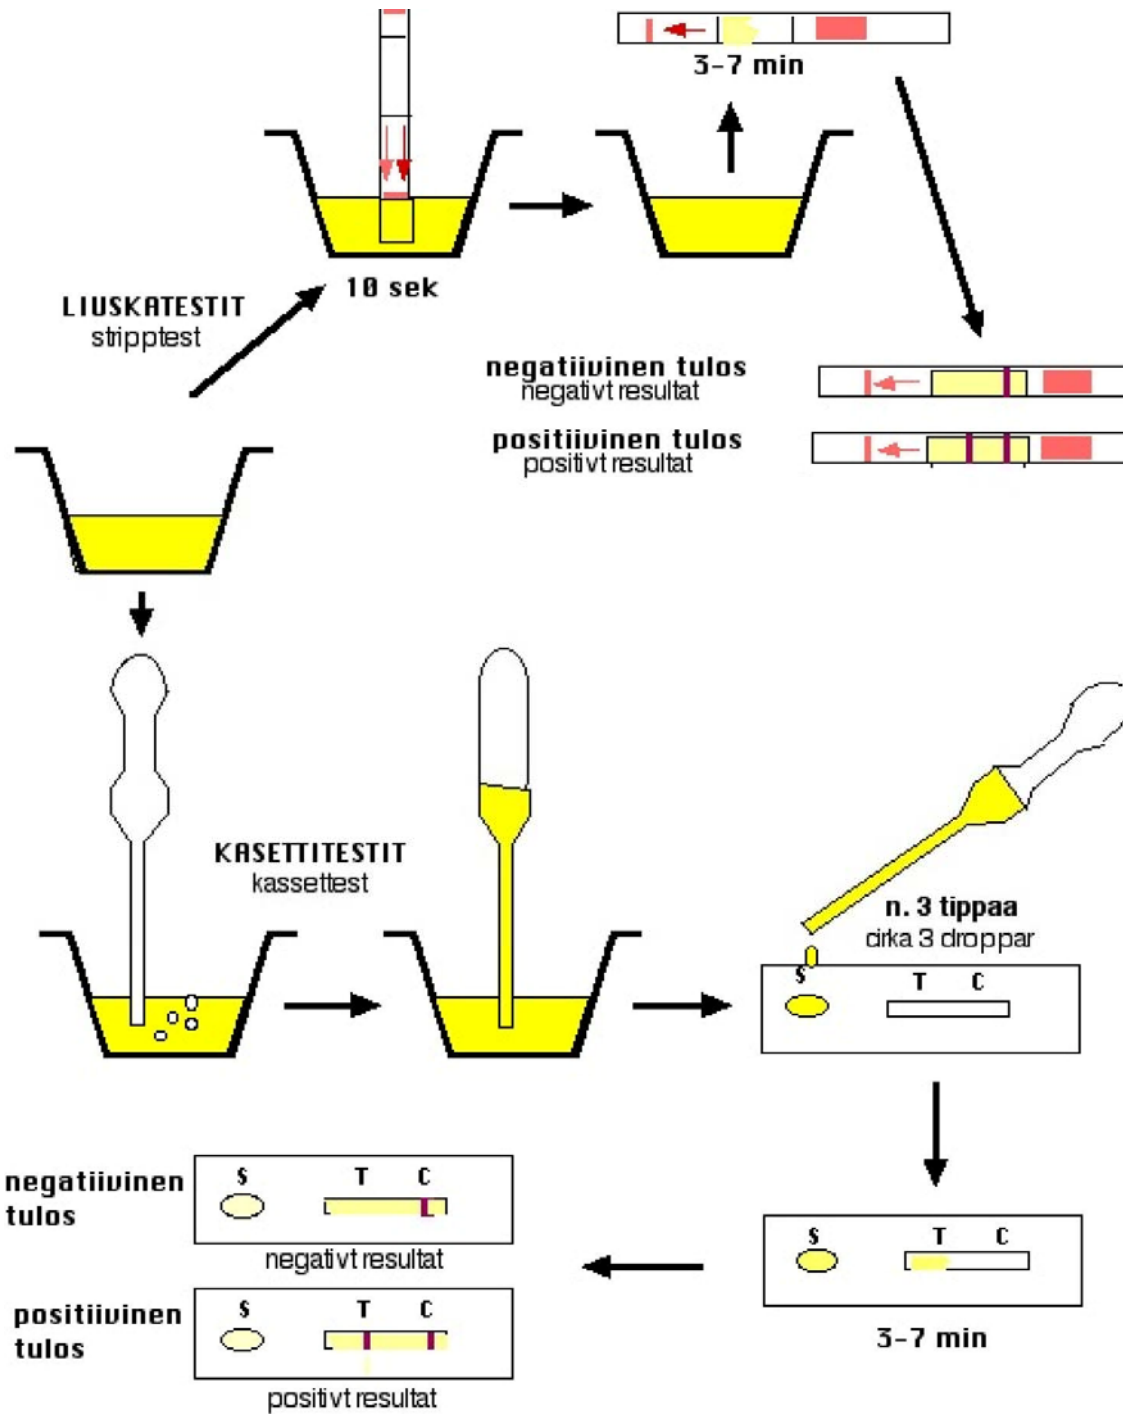 3-7 min
10 sek
LIUSKATESTIT
stripptest
negatiivinen tulos
negativt resultat
positiivinen tulos
positivt resultat
KASETTITESTIT
kassettest
n. 3 tippaa
cirka 3 droppar
S T C
S T C
3-7 min
negatiivinen
tulos
S T C
negativt resultat
positiivinen
tulos
S T C
positivt resultat